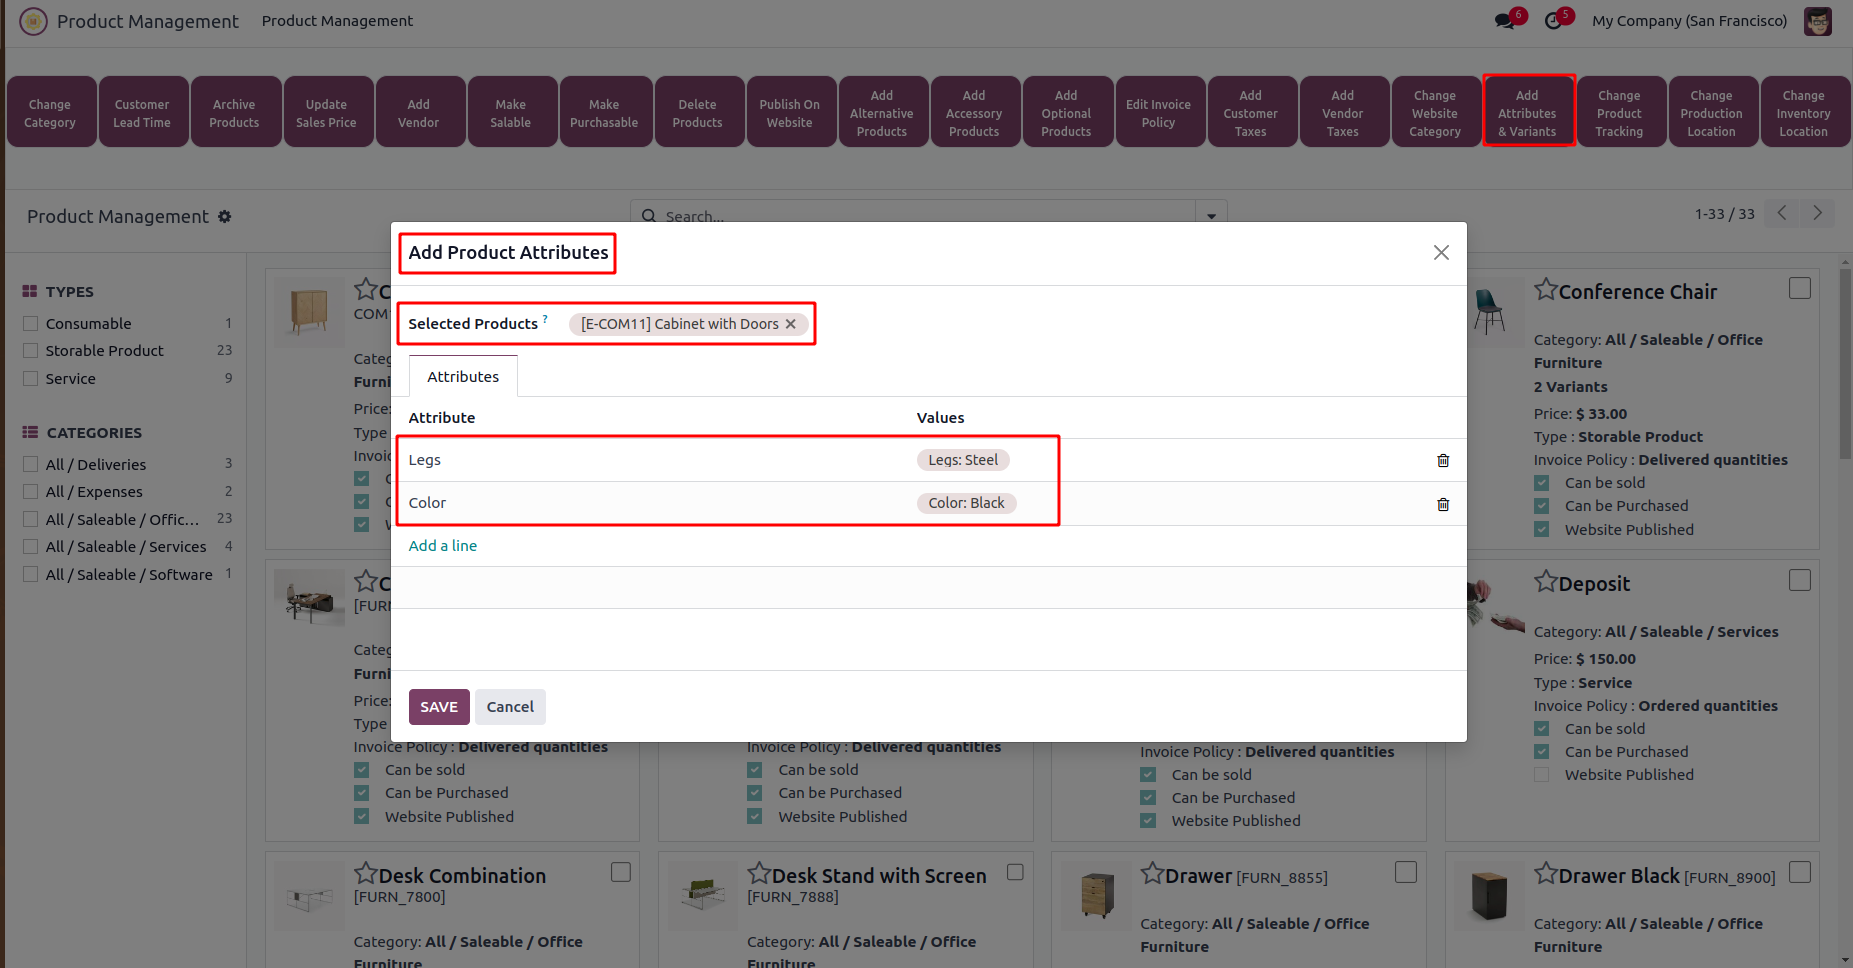 Product Management Product Management 6 5 My Company (San Francisco)
Change Category
Customer Lead Time
Archive Products
Update Sales Price
Add Vendor
Make Salable
Make Purchasable
Delete Products
Publish On Website
Add Alternative Products
Add Accessory Products
Add Optional Products
Edit Invoice Policy
Add Customer Taxes
Add Vendor Taxes
Change Website Category
Add Attributes & Variants
Change Product Tracking
Change Production Location
Change Inventory Location
Product Management
Search...
1-33 / 33
TYPES
Consumable 1
Storable Product 23
Service 9
CATEGORIES
All / Deliveries 3
All / Expenses 2
All / Saleable / Offic... 23
All / Saleable / Services 4
All / Saleable / Software 1
Add Product Attributes
Selected Products ? [E-COM11] Cabinet with Doors
Attributes
Attribute Values
Legs Legs: Steel
Color Color: Black
Add a line
SAVE Cancel
Conference Chair
Category: All / Saleable / Office
Furniture
2 Variants
Price: $ 33.00
Type : Storable Product
Invoice Policy : Delivered quantities
Can be sold
Can be Purchased
Website Published
[FURN
Price:
Type
Invoice Policy : Delivered quantities
Can be sold
Can be Purchased
Website Published
Invoice Policy : Delivered quantities
Can be sold
Can be Purchased
Website Published
Invoice Policy : Delivered quantities
Can be sold
Can be Purchased
Website Published
Deposit
Category: All / Saleable / Services
Price: $ 150.00
Type : Service
Invoice Policy : Ordered quantities
Can be sold
Can be Purchased
Website Published
Desk Combination
[FURN_7800]
Category: All / Saleable / Office
Furniture
Desk Stand with Screen
[FURN_7888]
Category: All / Saleable / Office
Furniture
Drawer [FURN_8855]
Category: All / Saleable / Office
Furniture
Drawer Black [FURN_8900]
Category: All / Saleable / Office
Furniture